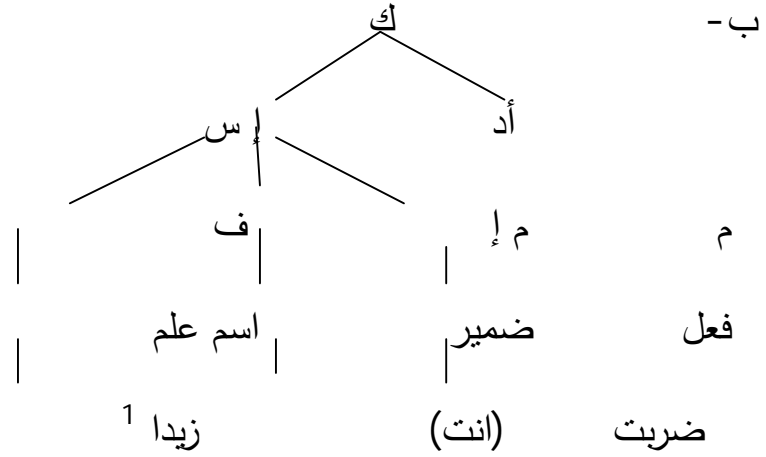 ب - ك
أد إ س
م م إ ف
فعل ضمير اسم علم
ضربت (انت) زيدا 1